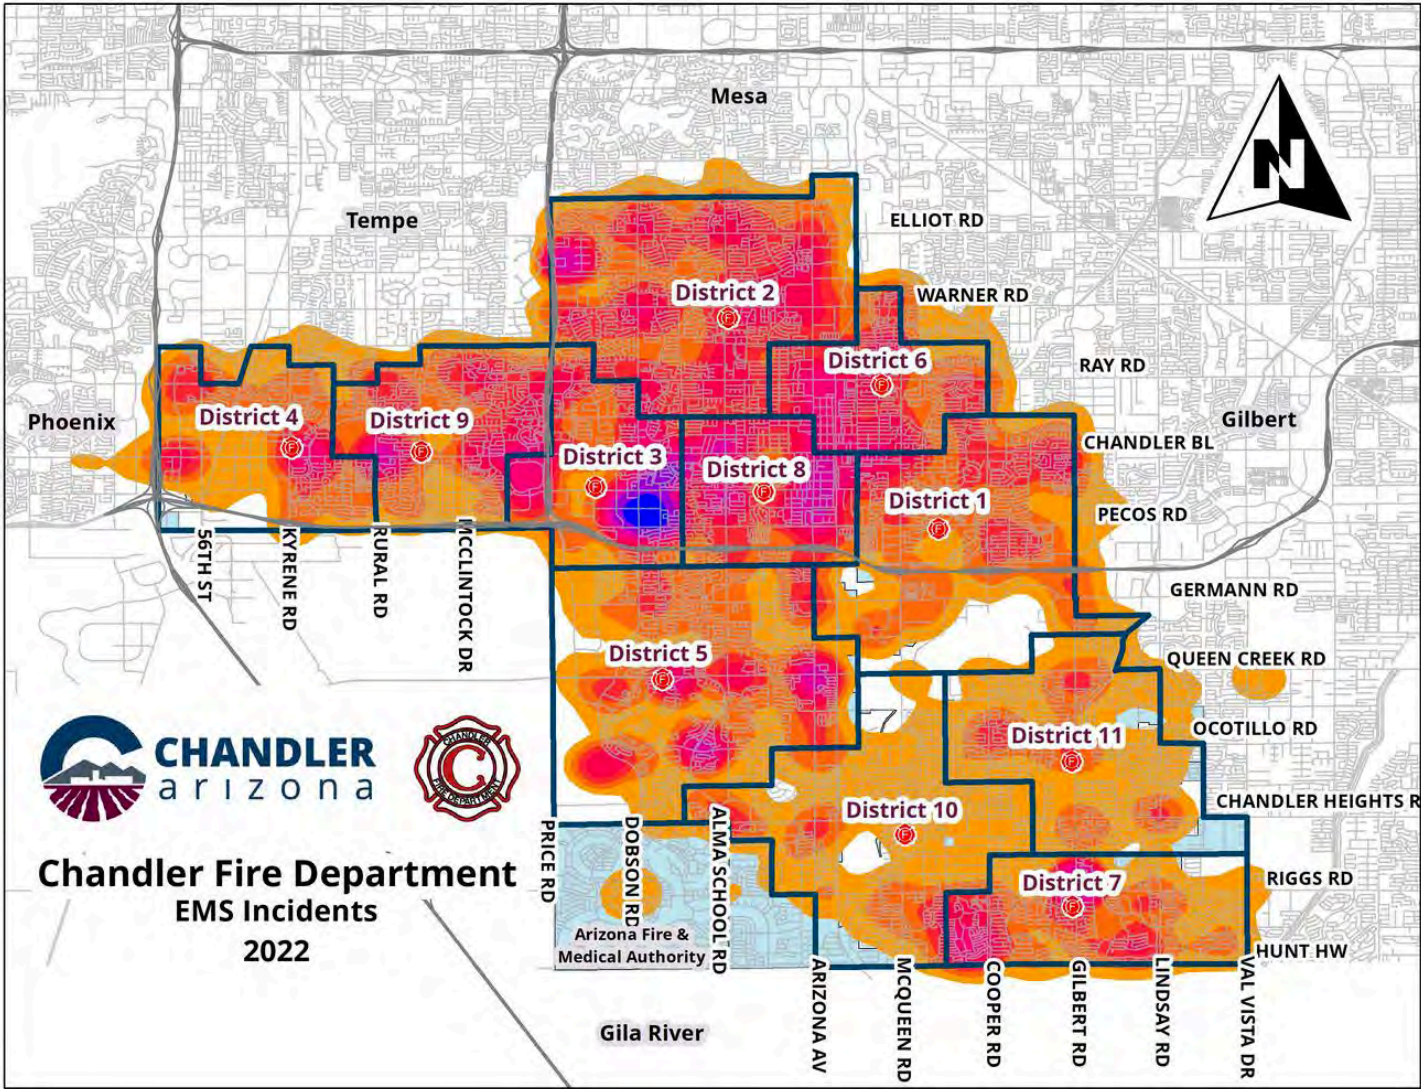 Mesa
Tempe
ELLIOT RD
District 2
WARNER RD
District 6
RAY RD
District 4
District 9
Phoenix
Gilbert
CHANDLER BL
District 3
District 8
District 1
PECOS RD
56TH ST
KYRENE RD
RURAL RD
MCCLINTOCK DR
GERMANN RD
District 5
QUEEN CREEK RD
OCOTILLO RD
District 11
CHANDLER
arizona
CHANDLER
FIRE DEPARTMENT
C
N
CHANDLER HEIGHTS R
District 10
PRICE RD
DOBSON RD
ALMA SCHOOL RD
Chandler Fire Department
EMS Incidents
2022
District 7
RIGGS RD
Arizona Fire &
Medical Authority
HUNT HW
ARIZONA AV
MCQUEEN RD
COOPER RD
GILBERT RD
LINDSAY RD
VAL VISTA DR
Gila River
F
F
F
F
F
F
F
F
F
F
F